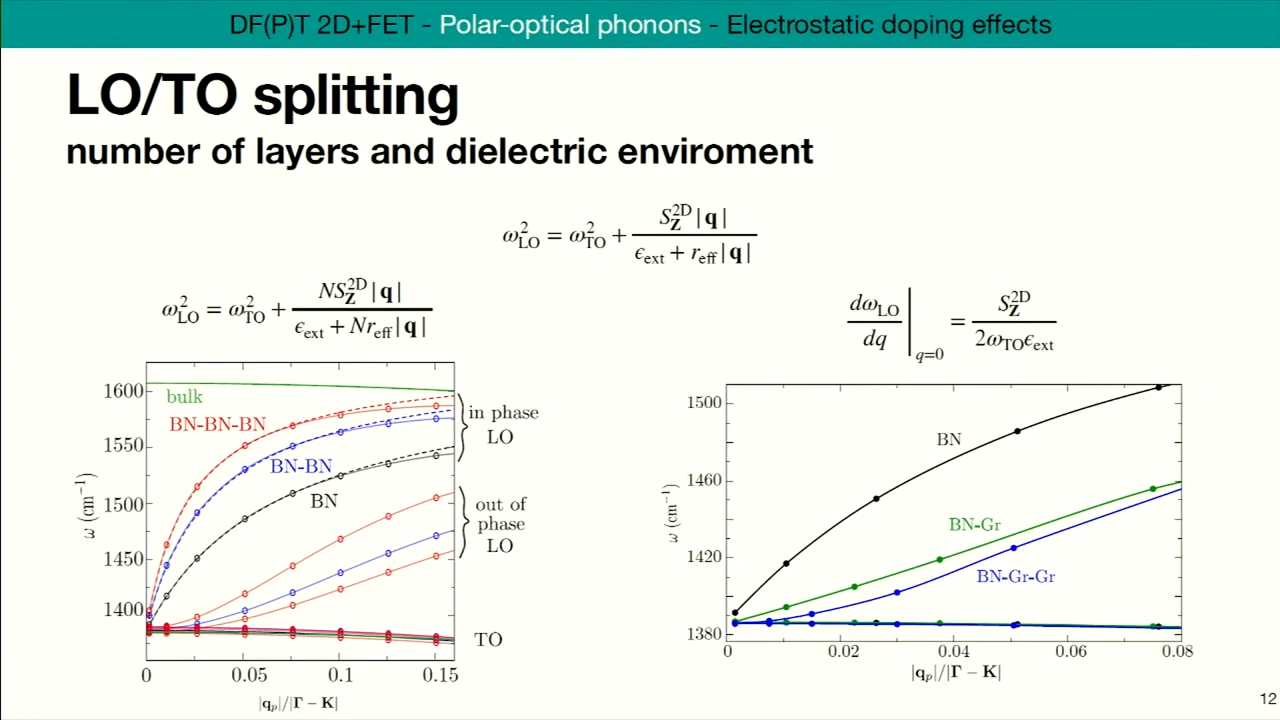 DF(P)T 2D+FET - Polar-optical phonons - Electrostatic doping effects
LO/TO splitting
number of layers and dielectric enviroment
ω²_LO = ω²_TO + S_Z^2D |q| / (ϵ_ext + r_eff |q|)
ω²_LO = ω²_TO + N S_Z^2D |q| / (ϵ_ext + N r_eff |q|)
dω_LO/dq |_q=0 = S_Z^2D / (2ω_TO ϵ_ext)
1600
1550
1500
1450
1400
ω (cm⁻¹)
bulk
BN-BN-BN
BN-BN
BN
in phase
LO
out of
phase
LO
TO
0 0.05 0.1 0.15
|q_p|/|Γ − K|
1500
1460
1420
1380
ω (cm⁻¹)
BN
BN-Gr
BN-Gr-Gr
0 0.02 0.04 0.06 0.08
|q_p|/|Γ − K|
12